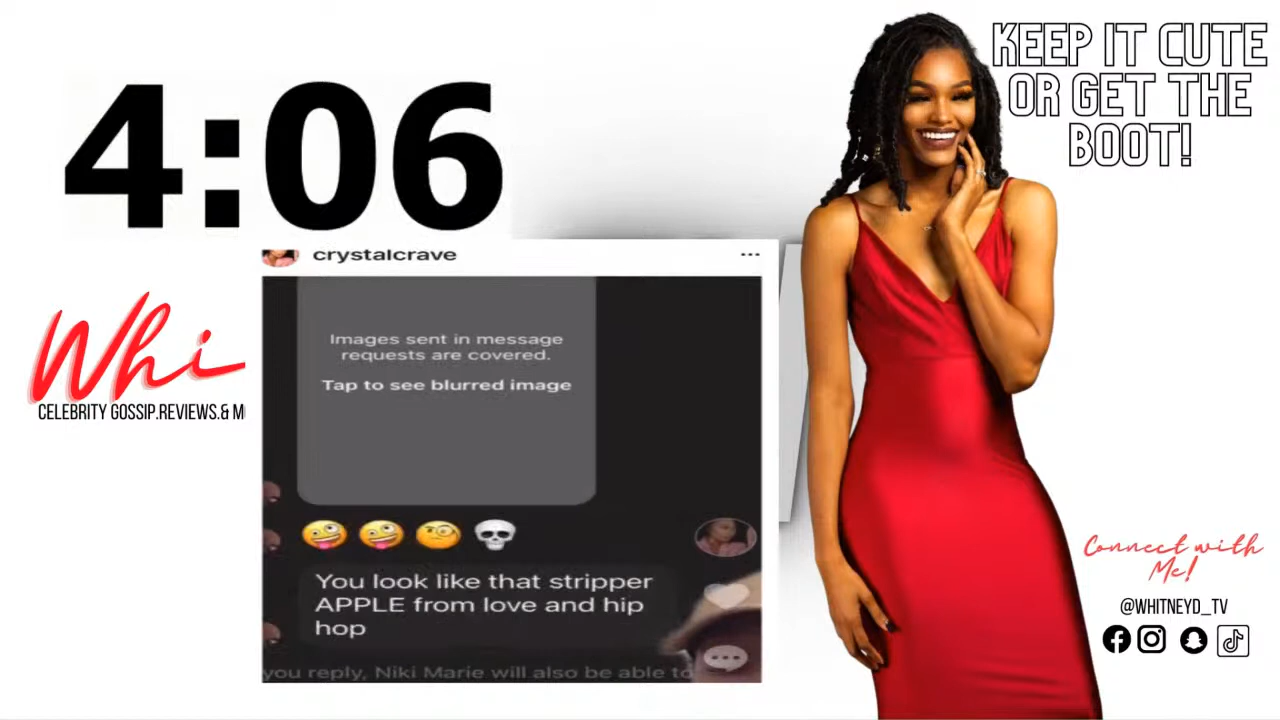 KEEP IT CUTE
OR GET THE
BOOT!
4:06
crystalcrave
Images sent in message
requests are covered.
Tap to see blurred image
Whi
CELEBRITY GOSSIP.REVIEWS.& M
You look like that stripper
APPLE from love and hip
hop
you reply, Niki Marie will also be able to
Connect with
Me!
@WHITNEYD_TV